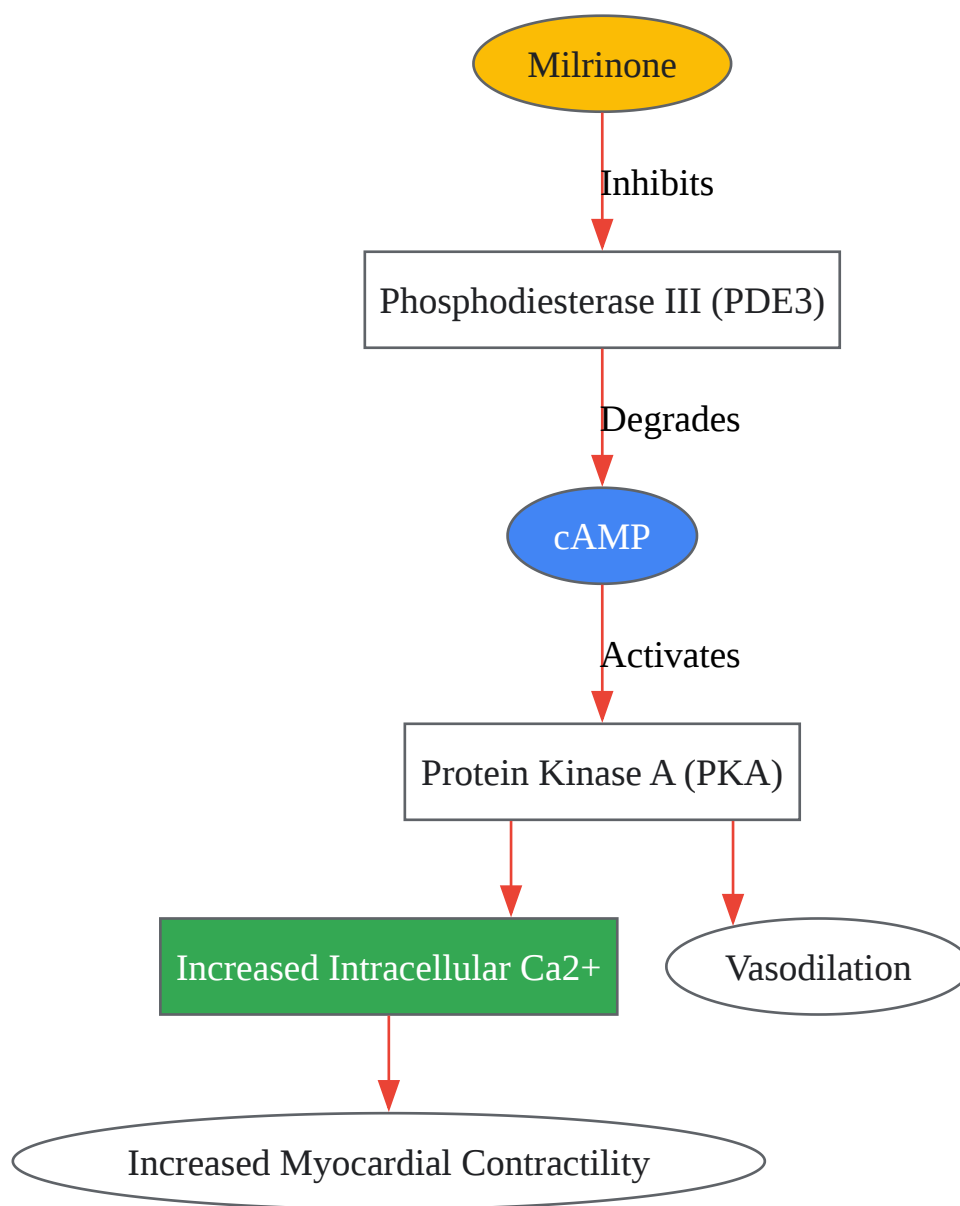 Milrinone
Inhibits
Phosphodiesterase III (PDE3)
Degrades
cAMP
Activates
Protein Kinase A (PKA)
Increased Intracellular Ca2+
Vasodilation
Increased Myocardial Contractility